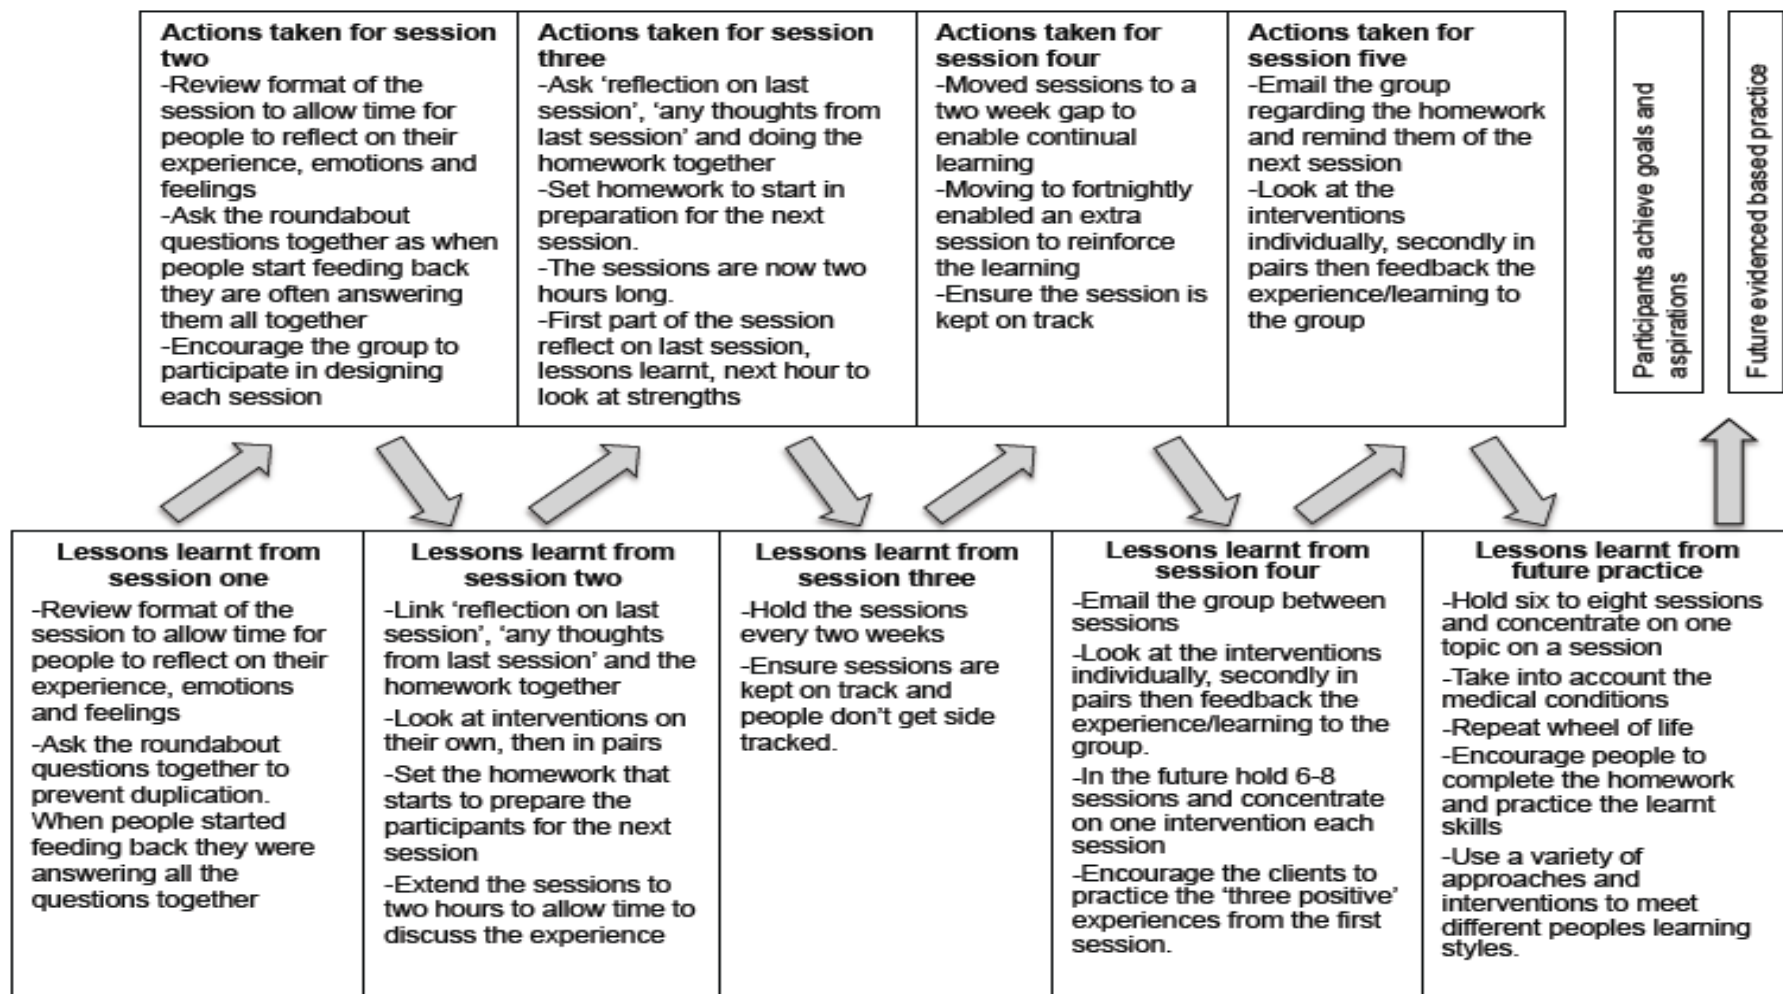 Actions taken for session
two
-Review format of the
session to allow time for
people to reflect on their
experience, emotions and
feelings
-Ask the roundabout
questions together as when
people start feeding back
they are often answering
them all together
-Encourage the group to
participate in designing
each session
Actions taken for session
three
-Ask ‘reflection on last
session’, ‘any thoughts from
last session’ and doing the
homework together
-Set homework to start in
preparation for the next
session.
-The sessions are now two
hours long.
-First part of the session
reflect on last session,
lessons learnt, next hour to
look at strengths
Actions taken for
session four
-Moved sessions to a
two week gap to
enable continual
learning
-Moving to fortnightly
enabled an extra
session to reinforce
the learning
-Ensure the session is
kept on track
Actions taken for
session five
-Email the group
regarding the homework
and remind them of the
next session
-Look at the
interventions
individually, secondly in
pairs then feedback the
experience/learning to
the group
Participants achieve goals and
aspirations
Future evidenced based practice
Lessons learnt from
session one
-Review format of the
session to allow time for
people to reflect on their
experience, emotions
and feelings
-Ask the roundabout
questions together to
prevent duplication.
When people started
feeding back they were
answering all the
questions together
Lessons learnt from
session two
-Link ‘reflection on last
session’, ‘any thoughts
from last session’ and the
homework together
-Look at interventions on
their own, then in pairs
-Set the homework that
starts to prepare the
participants for the next
session
-Extend the sessions to
two hours to allow time to
discuss the experience
Lessons learnt from
session three
-Hold the sessions
every two weeks
-Ensure sessions are
kept on track and
people don’t get side
tracked.
Lessons learnt from
session four
-Email the group between
sessions
-Look at the interventions
individually, secondly in
pairs then feedback the
experience/learning to the
group.
-In the future hold 6-8
sessions and concentrate
on one intervention each
session
-Encourage the clients to
practice the ‘three positive’
experiences from the first
session.
Lessons learnt from
future practice
-Hold six to eight sessions
and concentrate on one
topic on a session
-Take into account the
medical conditions
-Repeat wheel of life
-Encourage people to
complete the homework
and practice the learnt
skills
-Use a variety of
approaches and
interventions to meet
different peoples learning
styles.